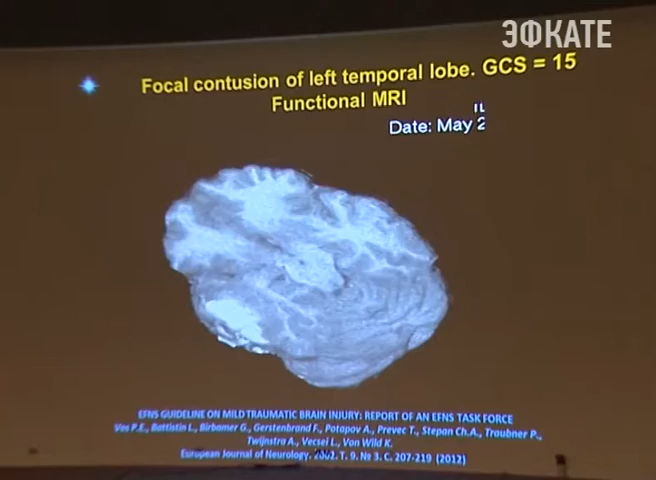 ЭФКАТЕ
Focal contusion of left temporal lobe. GCS = 15
Functional MRI
Date: May 2
EFNS GUIDELINE ON MILD TRAUMATIC BRAIN INJURY: REPORT OF AN EFNS TASK FORCE
Vos P.E., Battistin L., Birbamer G., Gerstenbrand F., Potapov A., Prevec T., Stepan Ch.A., Traubner P.,
Twijnstra A., Vecsei L., Von Wild K.
European Journal of Neurology. 2002. T. 9. № 3. C. 207-219 (2012)